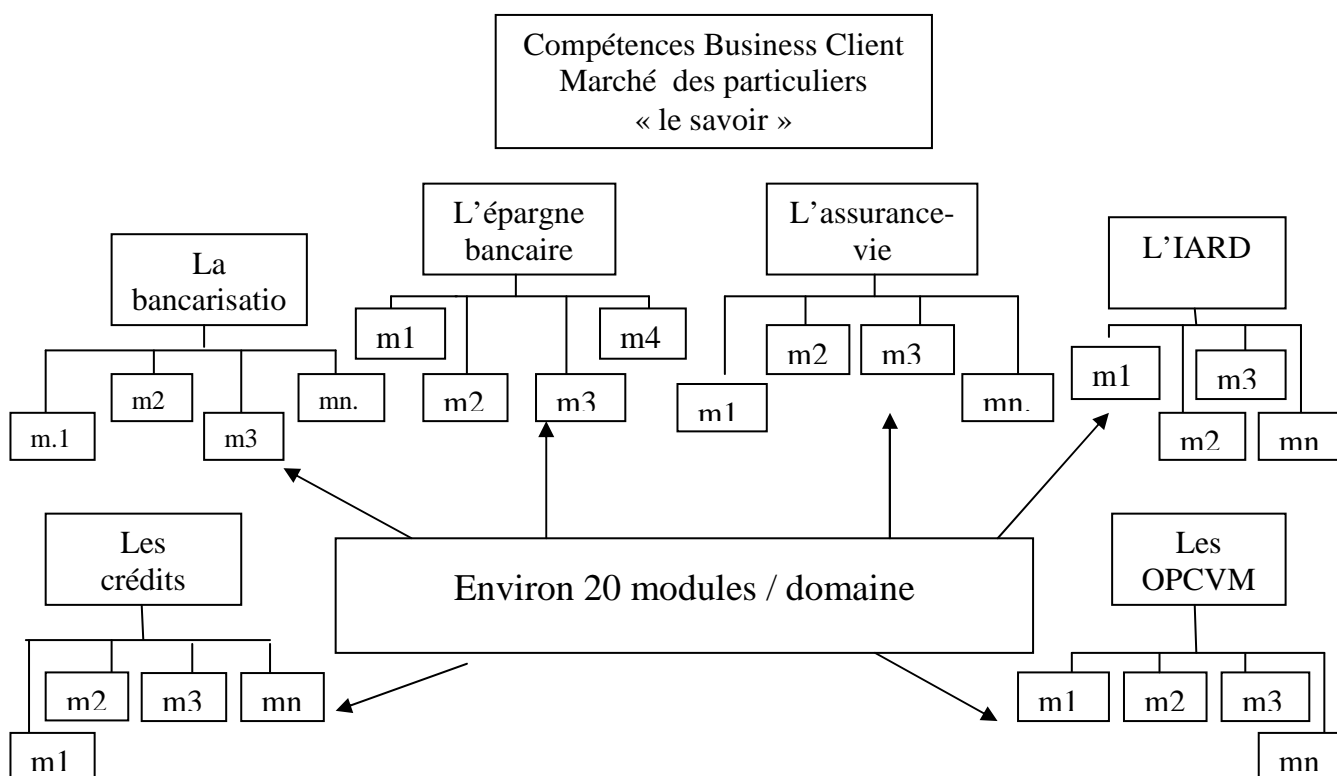 Compétences Business Client
Marché des particuliers
« le savoir »
L'épargne
bancaire
L'assurance-
vie
L'IARD
La
bancarisatio
m1
m4
m2
m3
m1
m3
m2
mn.
m2
m3
m1
mn.
m.1
m3
m2
mn
Les
crédits
Environ 20 modules / domaine
Les
OPCVM
m2
m3
mn
m1
m2
m3
m1
mn